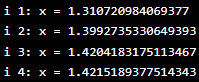 i 1: x = 1.310720984069377
i 2: x = 1.3992735330649393
i 3: x = 1.4204183175113467
i 4: x = 1.4215189377514343